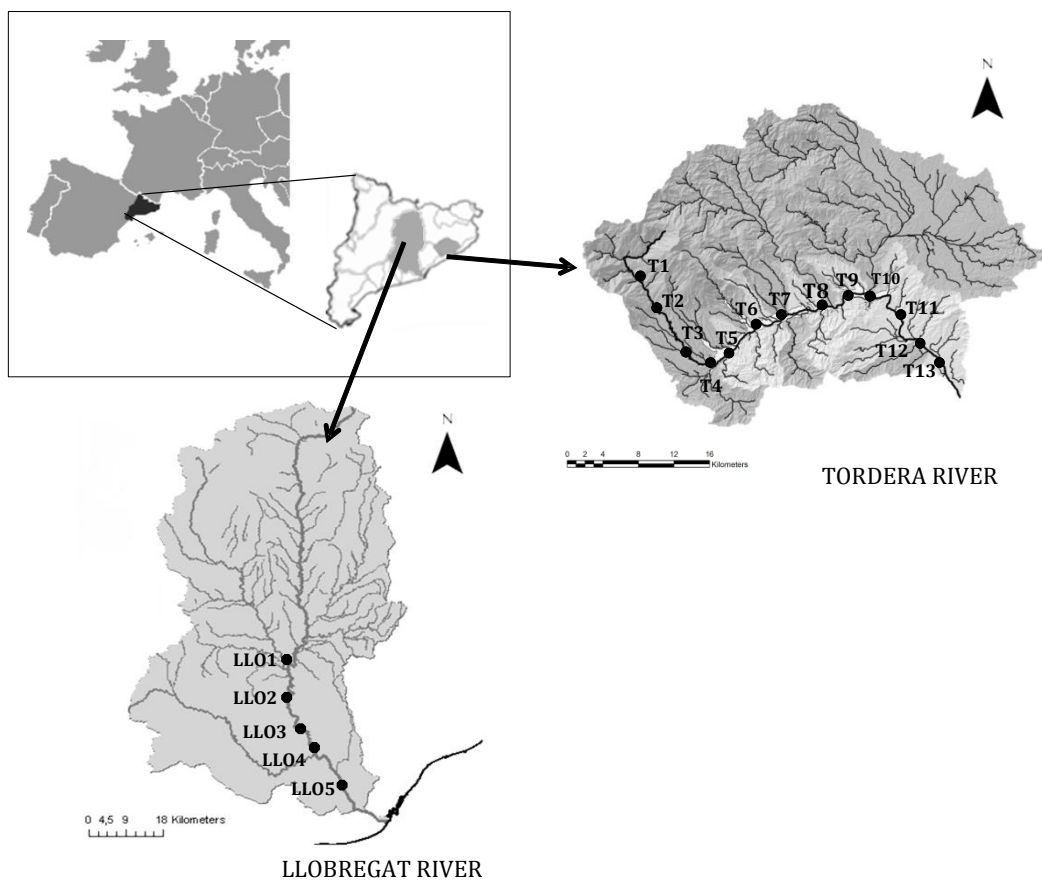 N
T1
T2
T3
T4
T5
T6
T7
T8
T9
T10
T11
T12
T13
0 2 4 8 12 16
Kilometers
TORDERA RIVER
N
LLO1
LLO2
LLO3
LLO4
LLO5
0 4,5 9 18 Kilometers
LLOBREGAT RIVER